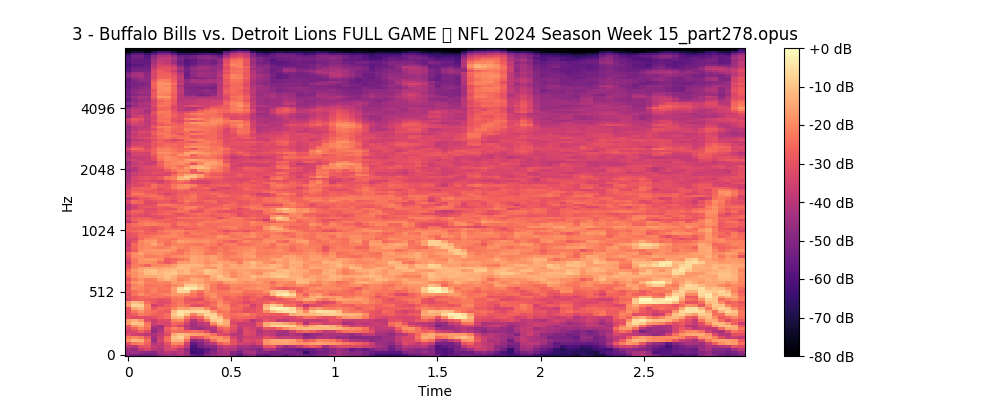 3 - Buffalo Bills vs. Detroit Lions FULL GAME ▯ NFL 2024 Season Week 15_part278.opus
+0 dB
4096
-10 dB
-20 dB
2048
-30 dB
Hz
-40 dB
1024
-50 dB
512
-60 dB
-70 dB
0
-80 dB
0 0.5 1 1.5 2 2.5
Time